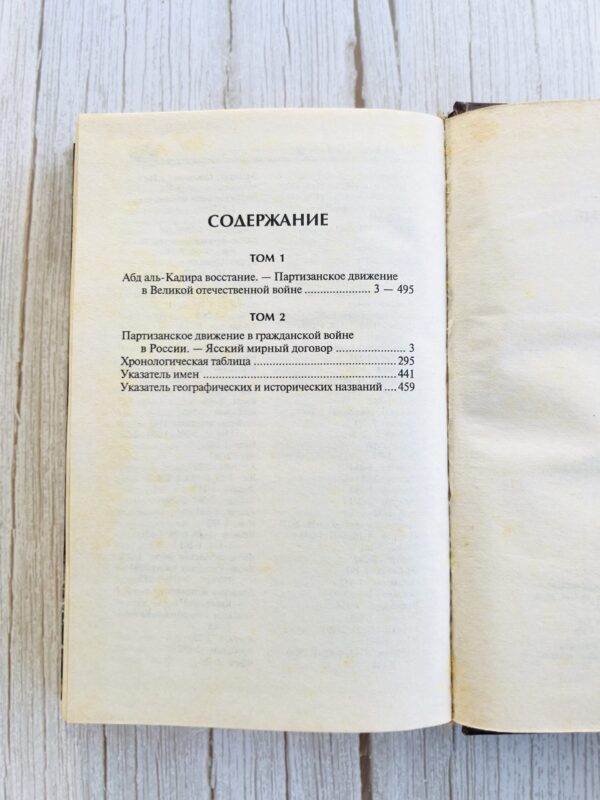 СОДЕРЖАНИЕ
ТОМ 1
Абд аль-Кадира восстание. — Партизанское движение
в Великой отечественной войне .................... 3 — 495
ТОМ 2
Партизанское движение в гражданской войне
в России. — Ясский мирный договор ..................... 3
Хронологическая таблица ............................................. 295
Указатель имен ........................................................... 441
Указатель географических и исторических названий .... 459